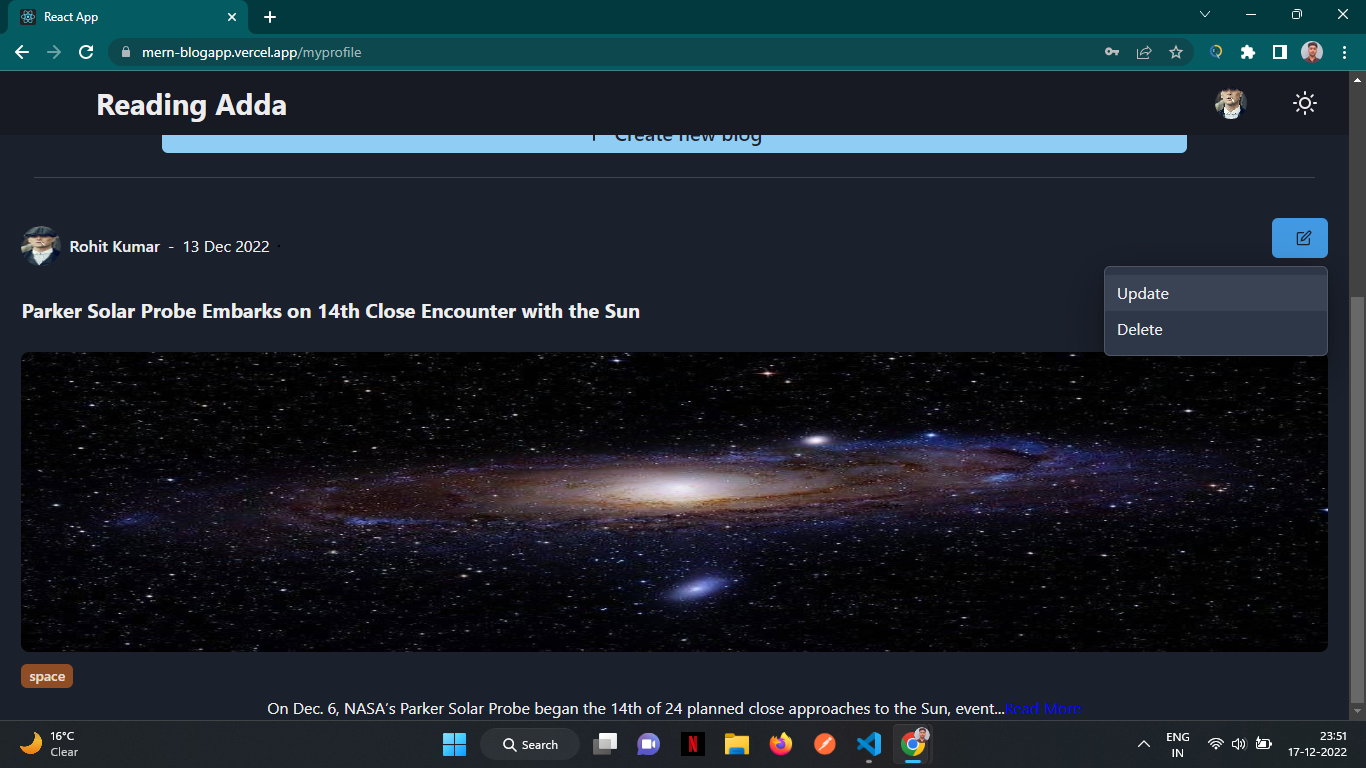 React App
mern-blogapp.vercel.app/myprofile
Reading Adda
+ Create new blog
Rohit Kumar - 13 Dec 2022
Update
Delete
Parker Solar Probe Embarks on 14th Close Encounter with the Sun
space
On Dec. 6, NASA’s Parker Solar Probe began the 14th of 24 planned close approaches to the Sun, event...Read More
16°C
Clear
Search
N
ENG
IN
23:51
17-12-2022